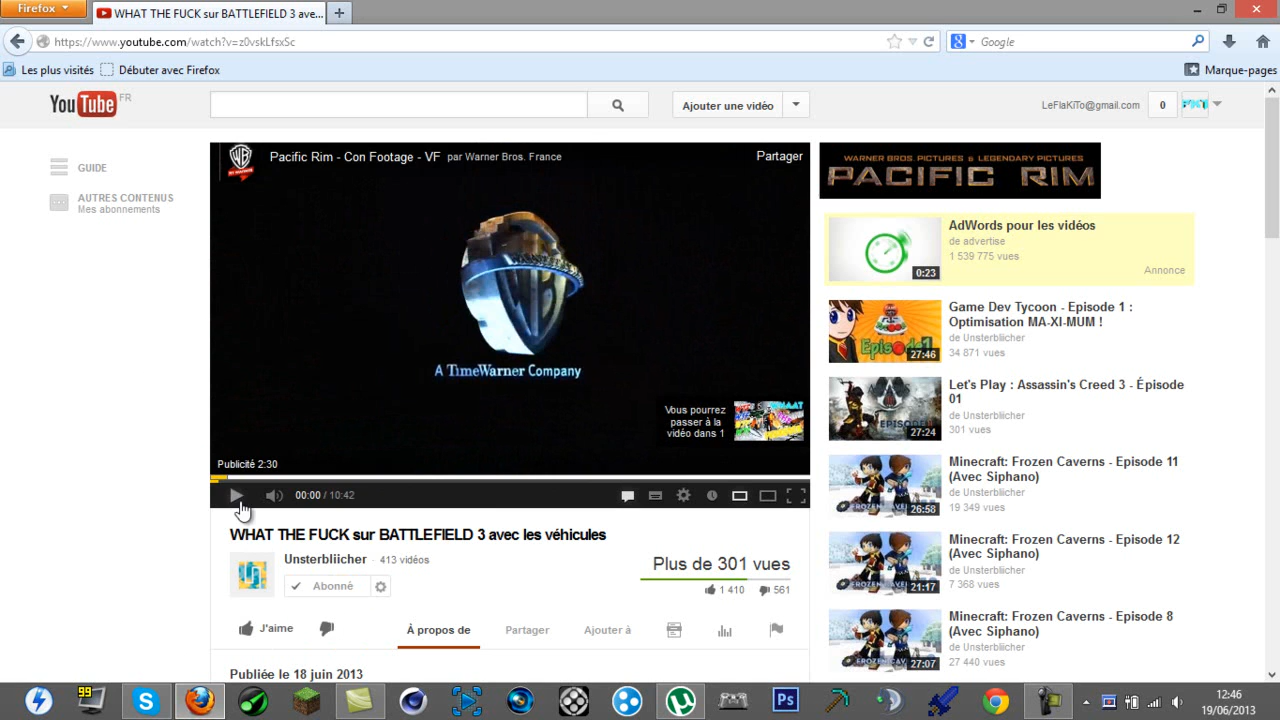 Firefox
WHAT THE FUCK sur BATTLEFIELD 3 ave...
https://www.youtube.com/watch?v=z0vskLfsxSc
Google
Les plus visités
Débuter avec Firefox
Marque-pages
YouTube FR
Ajouter une vidéo
LeFlaKiTo@gmail.com
0
GUIDE
AUTRES CONTENUS
Mes abonnements
Pacific Rim - Con Footage - VF par Warner Bros. France
Partager
A TimeWarner Company
Vous pourrez
passer à la
vidéo dans 1
Publicité 2:30
00:00 / 10:42
WHAT THE FUCK sur BATTLEFIELD 3 avec les véhicules
Unsterbliicher - 413 vidéos
Abonné
Plus de 301 vues
1 410
561
J'aime
À propos de
Partager
Ajouter à
Publiée le 18 juin 2013
WARNER BROS. PICTURES & LEGENDARY PICTURES
PACIFIC RIM
AdWords pour les vidéos
de advertise
1 539 775 vues
Annonce
0:23
Game Dev Tycoon - Episode 1 :
Optimisation MA-XI-MUM !
de Unsterbliicher
34 871 vues
27:46
Let's Play : Assassin's Creed 3 - Épisode
01
de Unsterbliicher
301 vues
27:24
Minecraft: Frozen Caverns - Episode 11
(Avec Siphano)
de Unsterbliicher
19 349 vues
26:58
Minecraft: Frozen Caverns - Episode 12
(Avec Siphano)
de Unsterbliicher
7 368 vues
21:17
Minecraft: Frozen Caverns - Episode 8
(Avec Siphano)
de Unsterbliicher
27 440 vues
27:07
99
Ps
12:46
19/06/2013